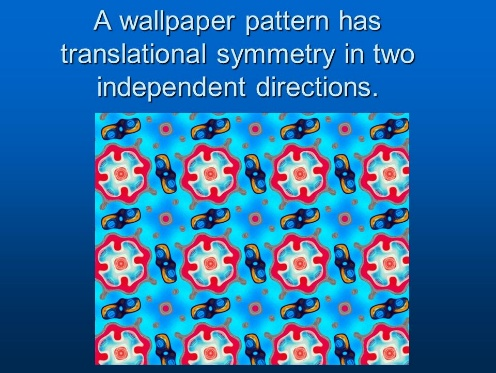 A wallpaper pattern has
translational symmetry in two
independent directions.